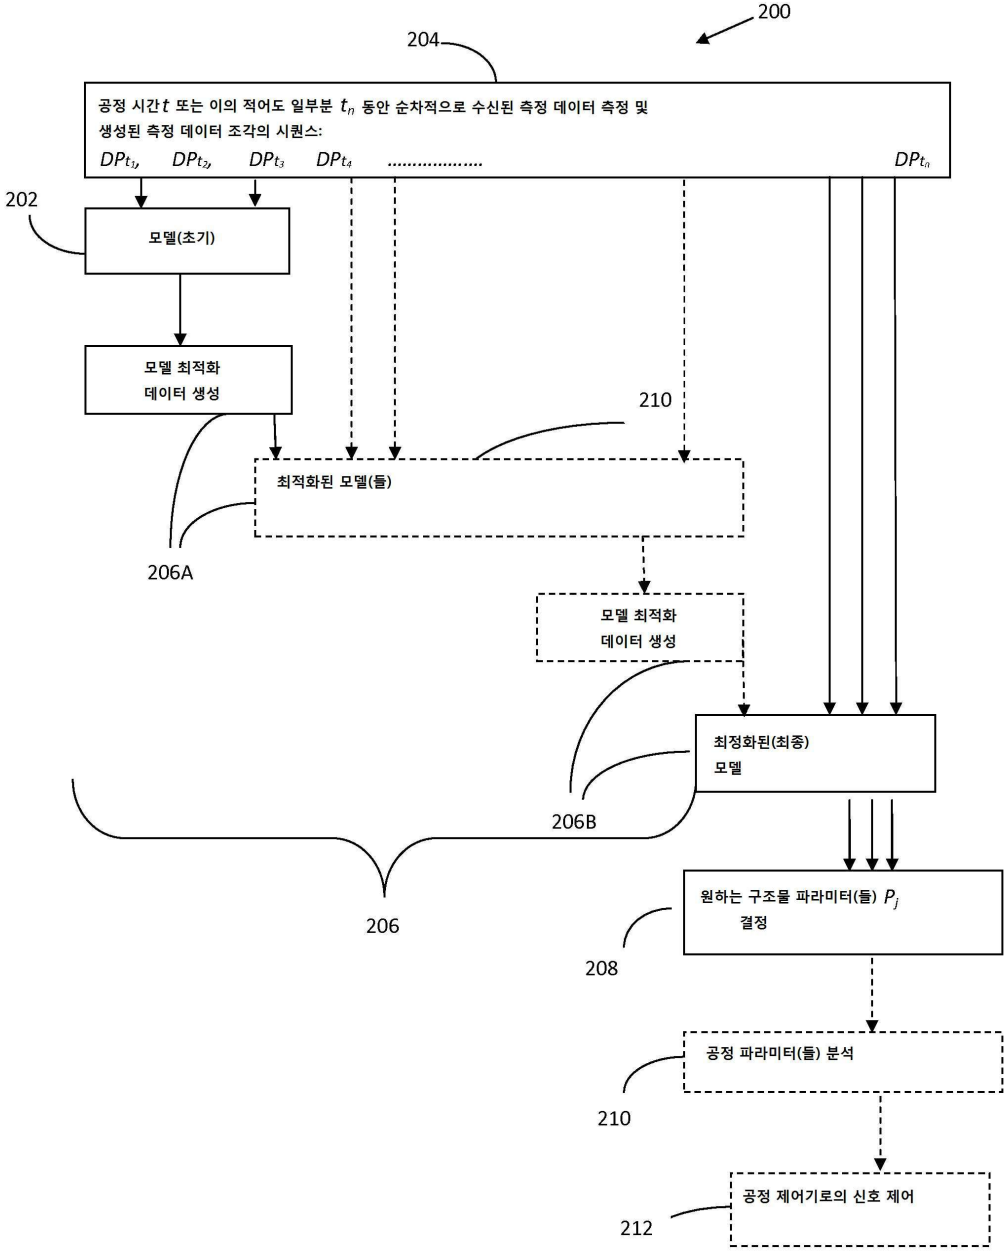 200
204
공정 시간 t 또는 이의 적어도 일부분 tn 동안 순차적으로 수신된 측정 데이터 측정 및
생성된 측정 데이터 조각의 시퀀스:
DPt1, DPt2, DPt3 DPt4 ................... DPtn
202
모델(초기)
모델 최적화
데이터 생성
210
최적화된 모델(들)
206A
모델 최적화
데이터 생성
최정화된(최종)
모델
206B
206
원하는 구조물 파라미터(들) Pj
결정
208
공정 파라미터(들) 분석
210
공정 제어기로의 신호 제어
212